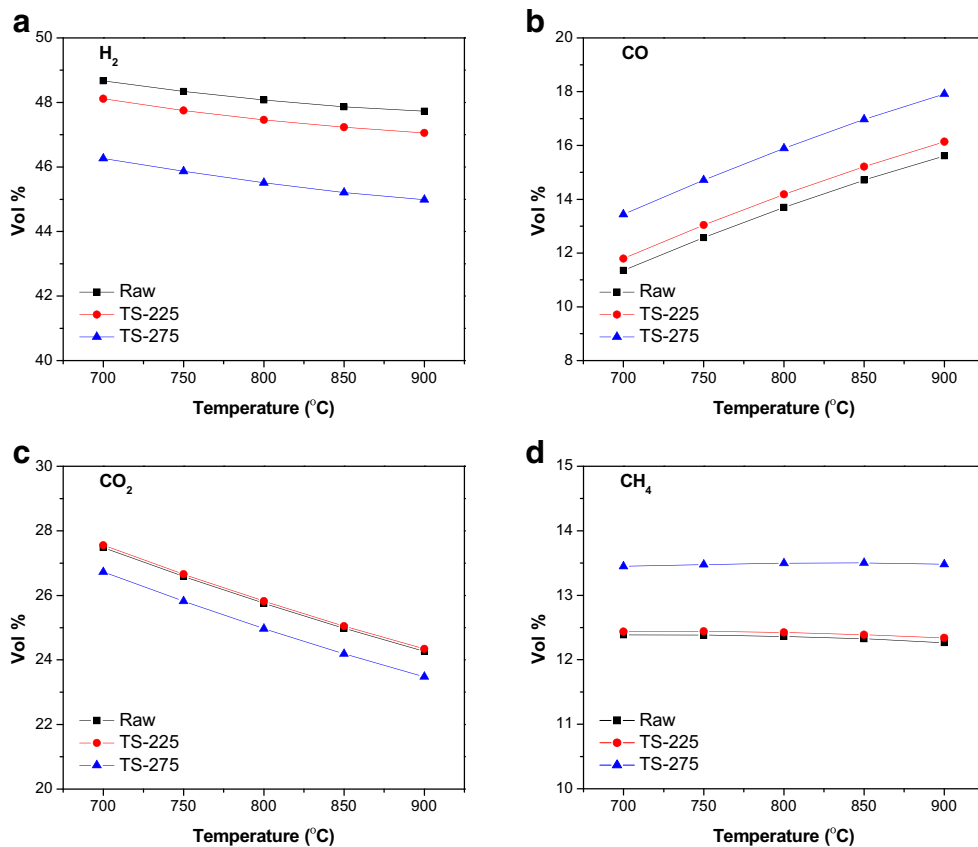 a
H2
Vol %
50
48
46
44
42
40
Raw
TS-225
TS-275
700 750 800 850 900
Temperature (°C)
b
CO
Vol %
20
18
16
14
12
10
8
Raw
TS-225
TS-275
700 750 800 850 900
Temperature (°C)
c
CO2
Vol %
30
28
26
24
22
20
Raw
TS-225
TS-275
700 750 800 850 900
Temperature (°C)
d
CH4
Vol %
15
14
13
12
11
10
Raw
TS-225
TS-275
700 750 800 850 900
Temperature (°C)